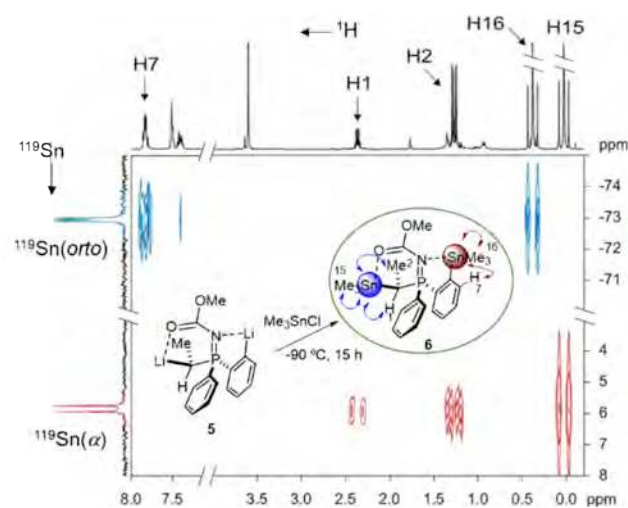 H16 H15
¹H
H7 H2
H1
ppm
¹¹⁹Sn
-74
-73
¹¹⁹Sn(orto)
-72
-71
OMe
O
N
SnMe₃
16
Me²
15
MeSn
P
H
7
H
6
OMe
O
N
Me
Li
Li
P
H
5
Me₃SnCl
-90 ºC, 15 h
4
5
¹¹⁹Sn(α)
6
7
8
8.0 7.5 3.5 3.0 2.5 2.0 1.5 1.0 0.5 0.0 ppm